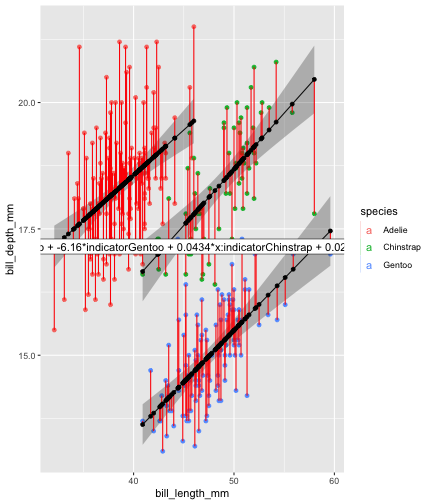 20.0
17.5
15.0
bill_depth_mm
+ -6.16*indicatorGentoo + 0.0434*x:indicatorChinstrap + 0.02
40
50
60
bill_length_mm
species
a Adelie
a Chinstrap
a Gentoo